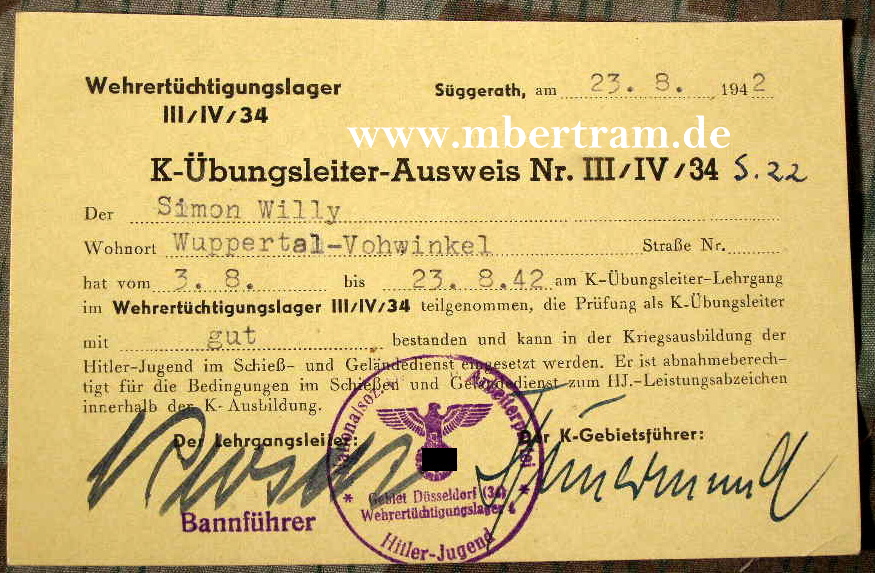 Wehrertüchtigungslager Süggerath, am 23. 8. 1942
III/IV/34
www.mbertram.de
K-Übungsleiter-Ausweis Nr. III/IV/34 S. 22
Der Simon Willy
Wohnort Wuppertal-Vohwinkel Straße Nr.
hat vom 3. 8. bis 23. 8.42 am K-Übungsleiter-Lehrgang
im Wehrertüchtigungslager III/IV/34 teilgenommen, die Prüfung als K-Übungsleiter
mit gut bestanden und kann in der Kriegsausbildung der
Hitler-Jugend im Schieß- und Geländedienst eingesetzt werden. Er ist abnahmeberech-
tigt für die Bedingungen im Schießen und Geländedienst zum HJ.-Leistungsabzeichen
innerhalb der K-Ausbildung.
Der Lehrgangsleiter: Der K-Gebietsführer:
Bannführer
Arbeiterpartei
Gebiet Düsseldorf (34)
Wehrertüchtigungslager 4
Hitler-Jugend